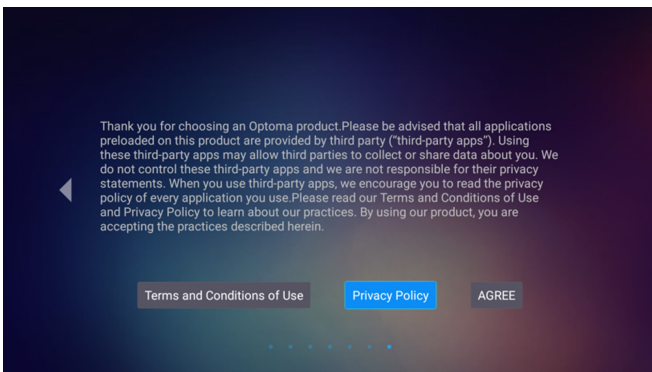 Thank you for choosing an Optoma product.Please be advised that all applications
preloaded on this product are provided by third party ("third-party apps"). Using
these third-party apps may allow third parties to collect or share data about you. We
do not control these third-party apps and we are not responsible for their privacy
statements. When you use third-party apps, we encourage you to read the privacy
policy of every application you use.Please read our Terms and Conditions of Use
and Privacy Policy to learn about our practices. By using our product, you are
accepting the practices described herein.
Terms and Conditions of Use
Privacy Policy
AGREE